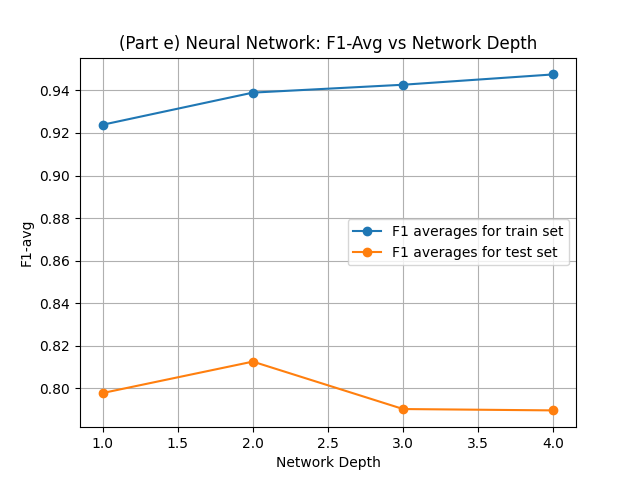 (Part e) Neural Network: F1-Avg vs Network Depth
F1-avg
0.94
0.92
0.90
0.88
0.86
0.84
0.82
0.80
F1 averages for train set
F1 averages for test set
1.0 1.5 2.0 2.5 3.0 3.5 4.0
Network Depth